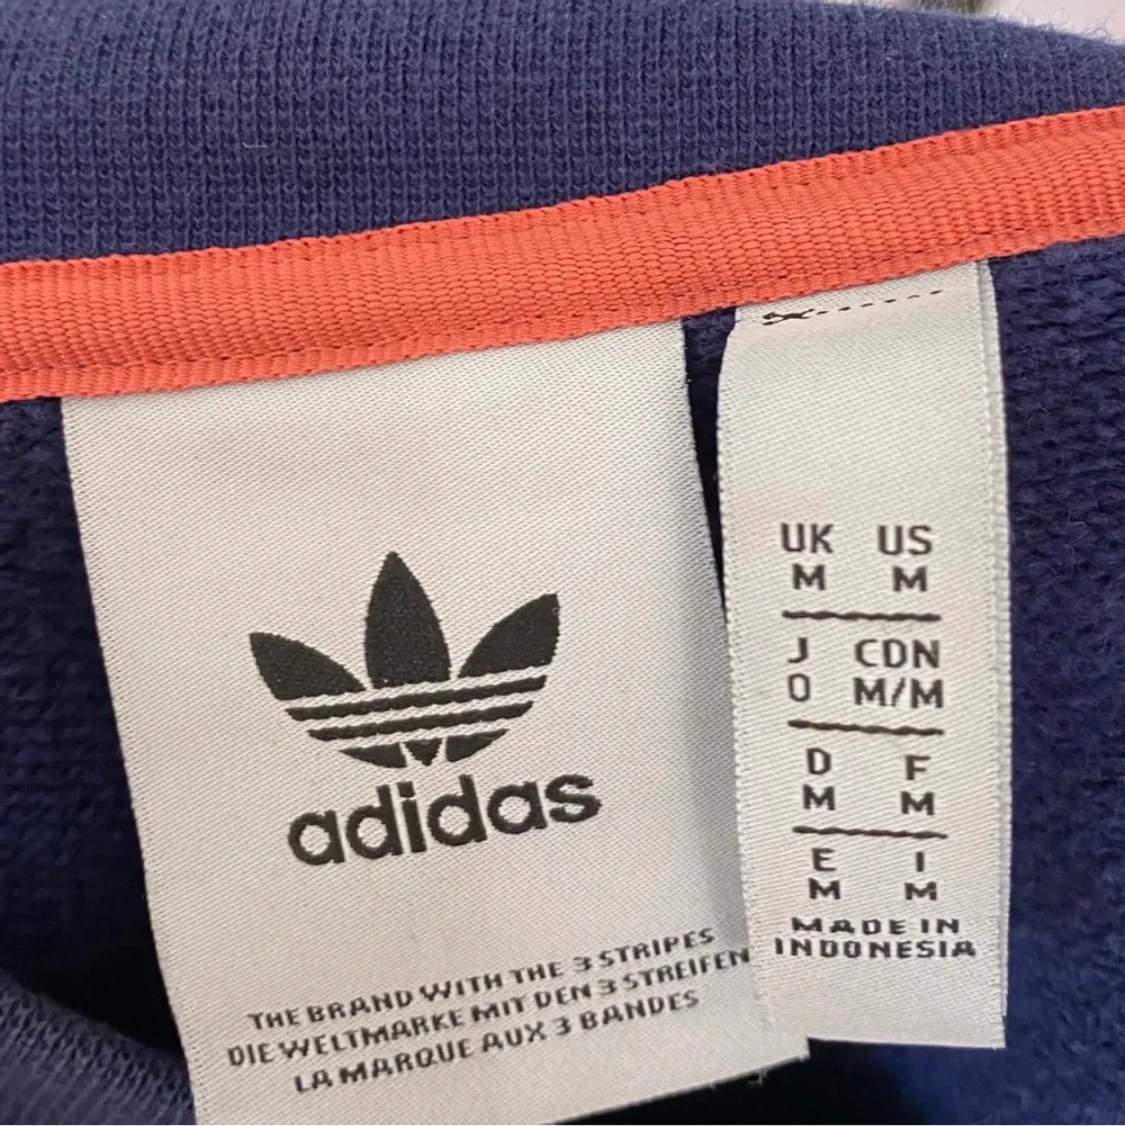 adidas
THE BRAND WITH THE 3 STRIPES
DIE WELTMARKE MIT DEN 3 STREIFEN
LA MARQUE AUX 3 BANDES
UK US
M M
J CDN
O M/M
D F
M M
E I
M M
MADE IN
INDONESIA